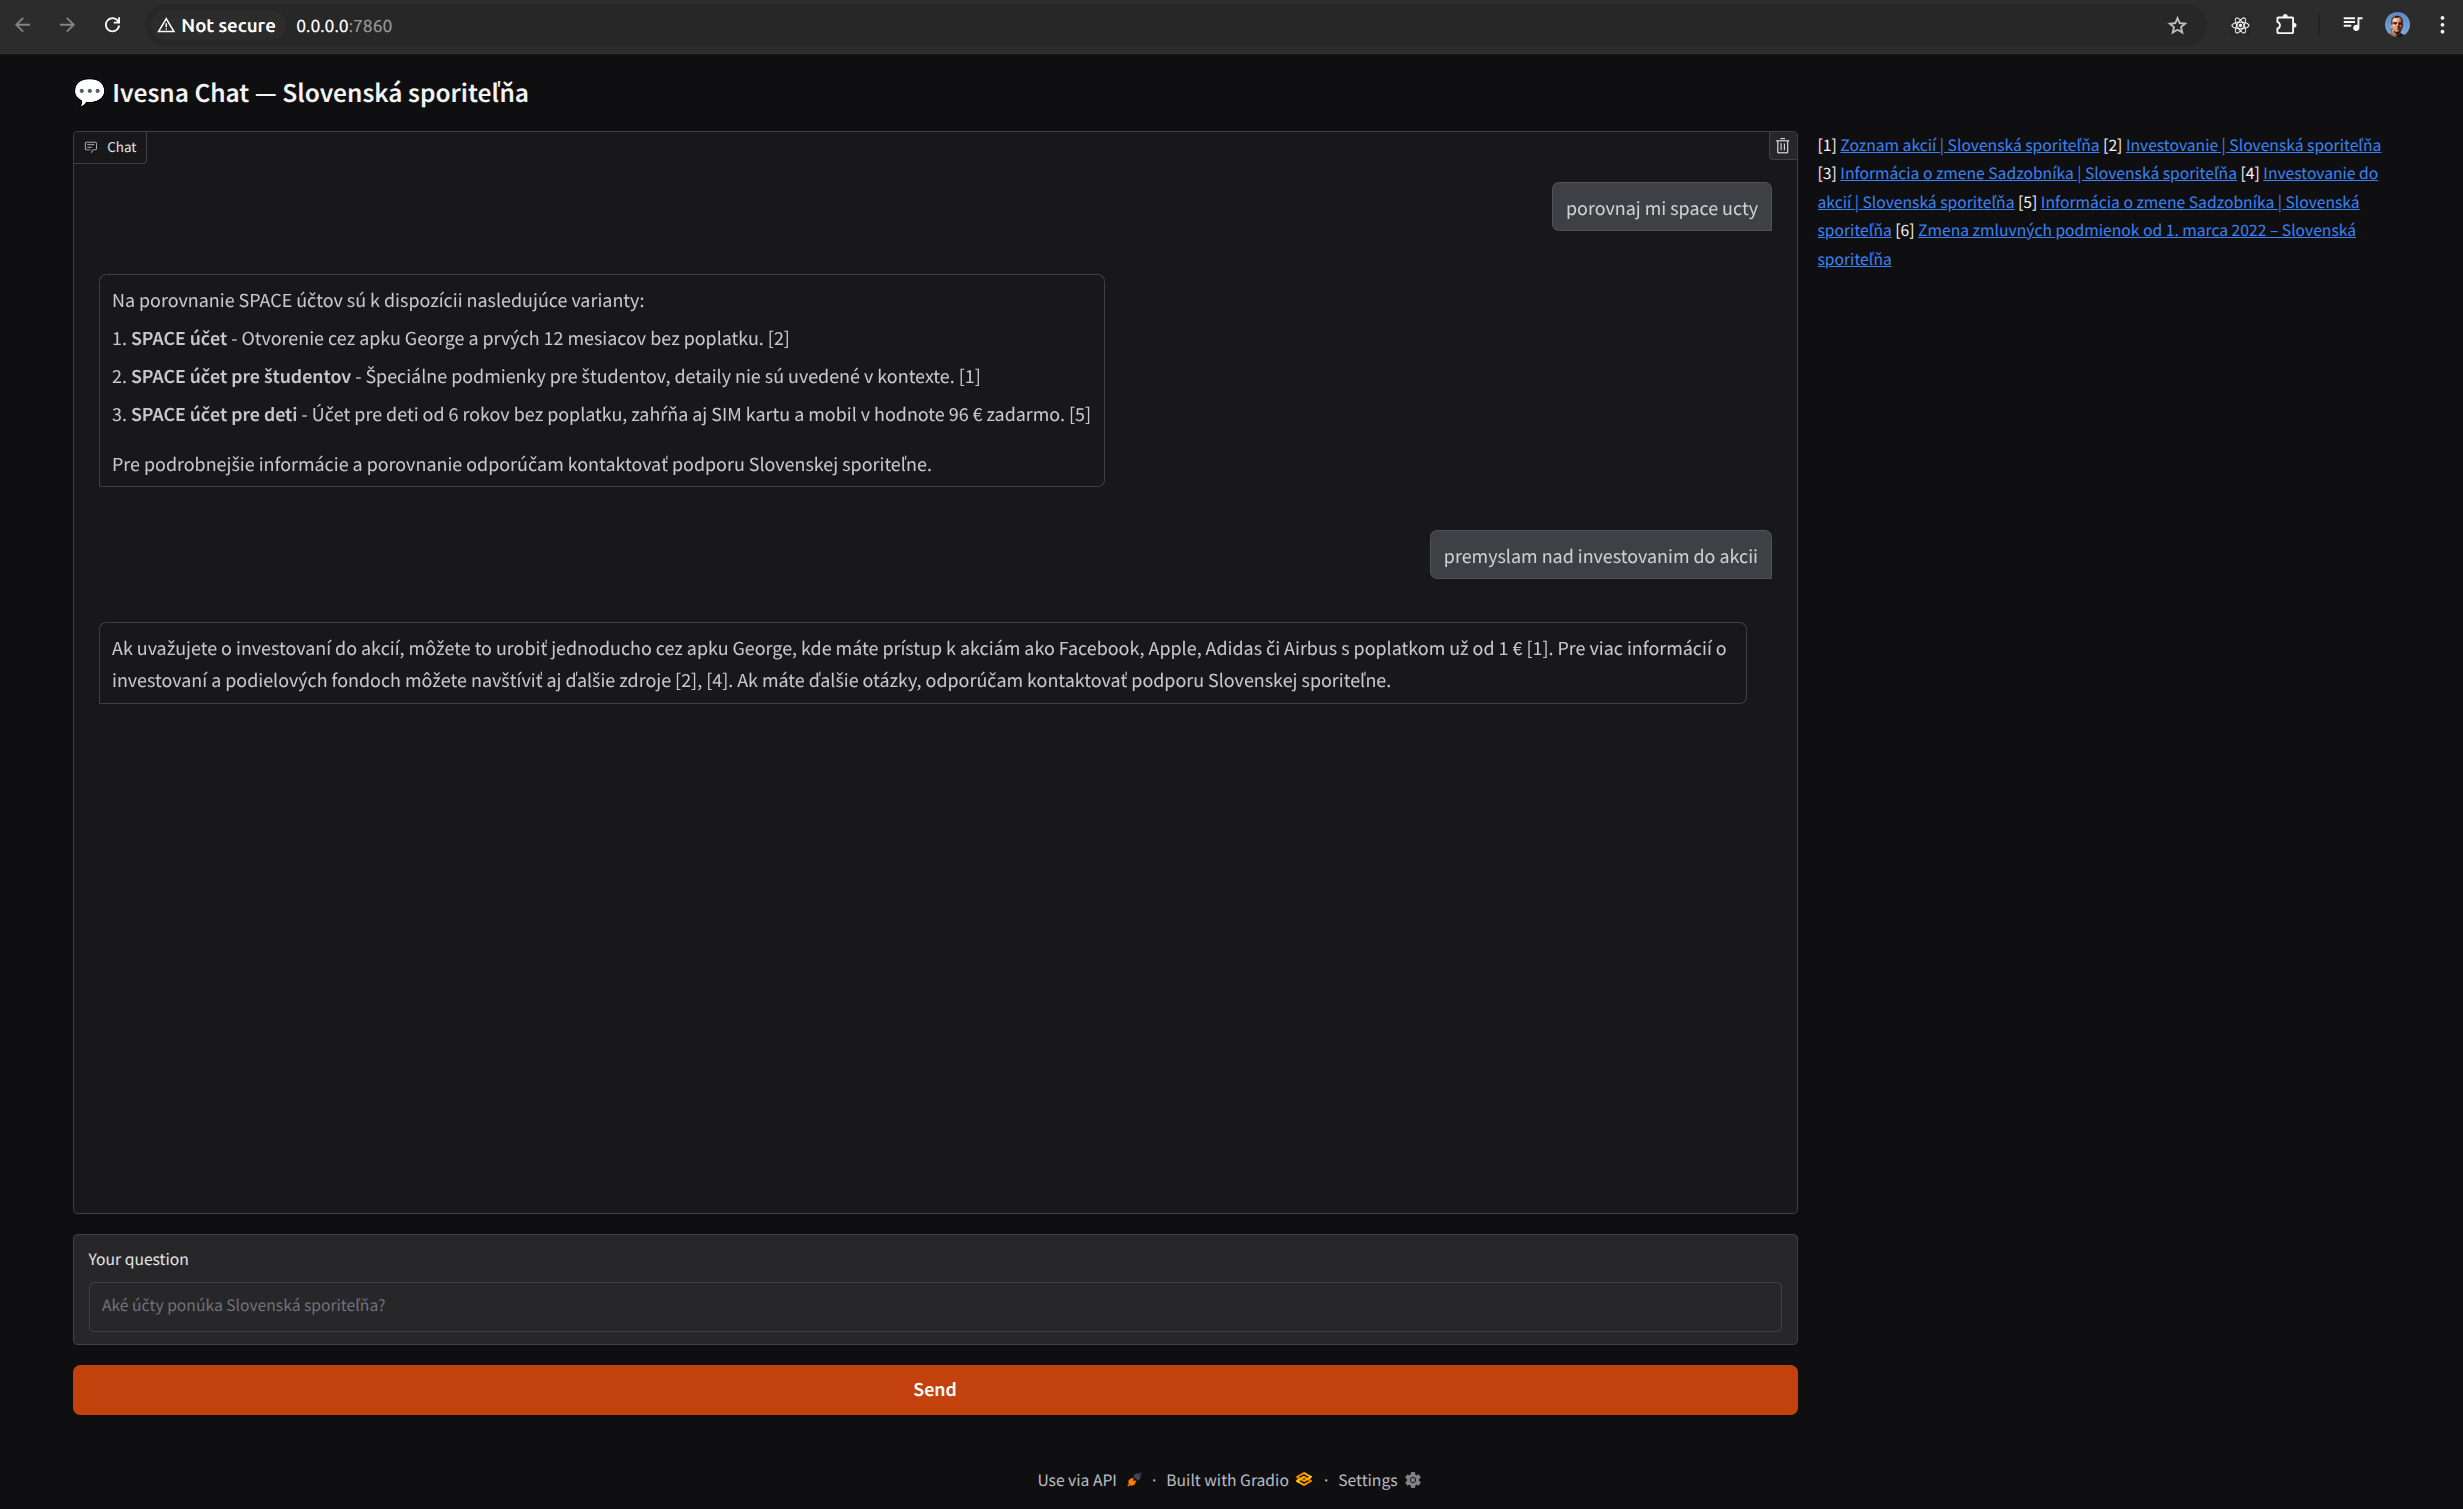 Not secure 0.0.0.0:7860
💬 Ivesna Chat — Slovenská sporiteľňa
Chat
porovnaj mi space ucty
Na porovnanie SPACE účtov sú k dispozícii nasledujúce varianty:
1. SPACE účet - Otvorenie cez apku George a prvých 12 mesiacov bez poplatku. [2]
2. SPACE účet pre študentov - Špeciálne podmienky pre študentov, detaily nie sú uvedené v kontexte. [1]
3. SPACE účet pre deti - Účet pre deti od 6 rokov bez poplatku, zahŕňa aj SIM kartu a mobil v hodnote 96 € zadarmo. [5]
Pre podrobnejšie informácie a porovnanie odporúčam kontaktovať podporu Slovenskej sporiteľne.
premyslam nad investovanim do akcii
Ak uvažujete o investovaní do akcií, môžete to urobiť jednoducho cez apku George, kde máte prístup k akciám ako Facebook, Apple, Adidas či Airbus s poplatkom už od 1 € [1]. Pre viac informácií o
investovaní a podielových fondoch môžete navštíviť aj ďalšie zdroje [2], [4]. Ak máte ďalšie otázky, odporúčam kontaktovať podporu Slovenskej sporiteľne.
[1] Zoznam akcií | Slovenská sporiteľňa [2] Investovanie | Slovenská sporiteľňa
[3] Informácia o zmene Sadzobníka | Slovenská sporiteľňa [4] Investovanie do
akcií | Slovenská sporiteľňa [5] Informácia o zmene Sadzobníka | Slovenská
sporiteľňa [6] Zmena zmluvných podmienok od 1. marca 2022 – Slovenská
sporiteľňa
Your question
Aké účty ponúka Slovenská sporiteľňa?
Send
Use via API · Built with Gradio · Settings